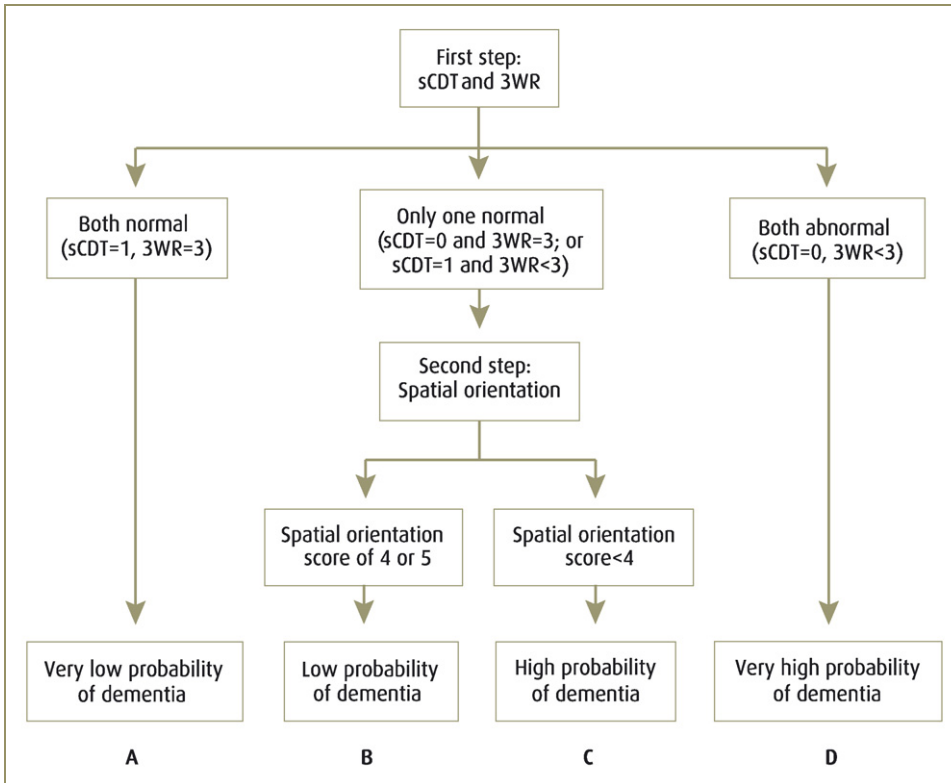 First step:
sCDT and 3WR
Both normal
(sCDT=1, 3WR=3)
Only one normal
(sCDT=0 and 3WR=3; or
sCDT=1 and 3WR<3)
Both abnormal
(sCDT=0, 3WR<3)
Second step:
Spatial orientation
Spatial orientation
score of 4 or 5
Spatial orientation
score<4
Very low probability
of dementia
Low probability
of dementia
High probability
of dementia
Very high probability
of dementia
A
B
C
D